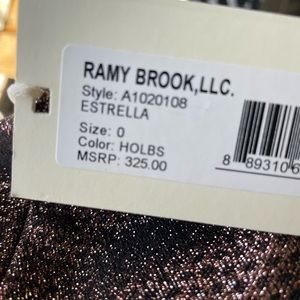 RAMY BROOK,LLC.
Style: A1020108
ESTRELLA
Size: 0
Color: HOLBS
MSRP: 325.00
8 89310 6